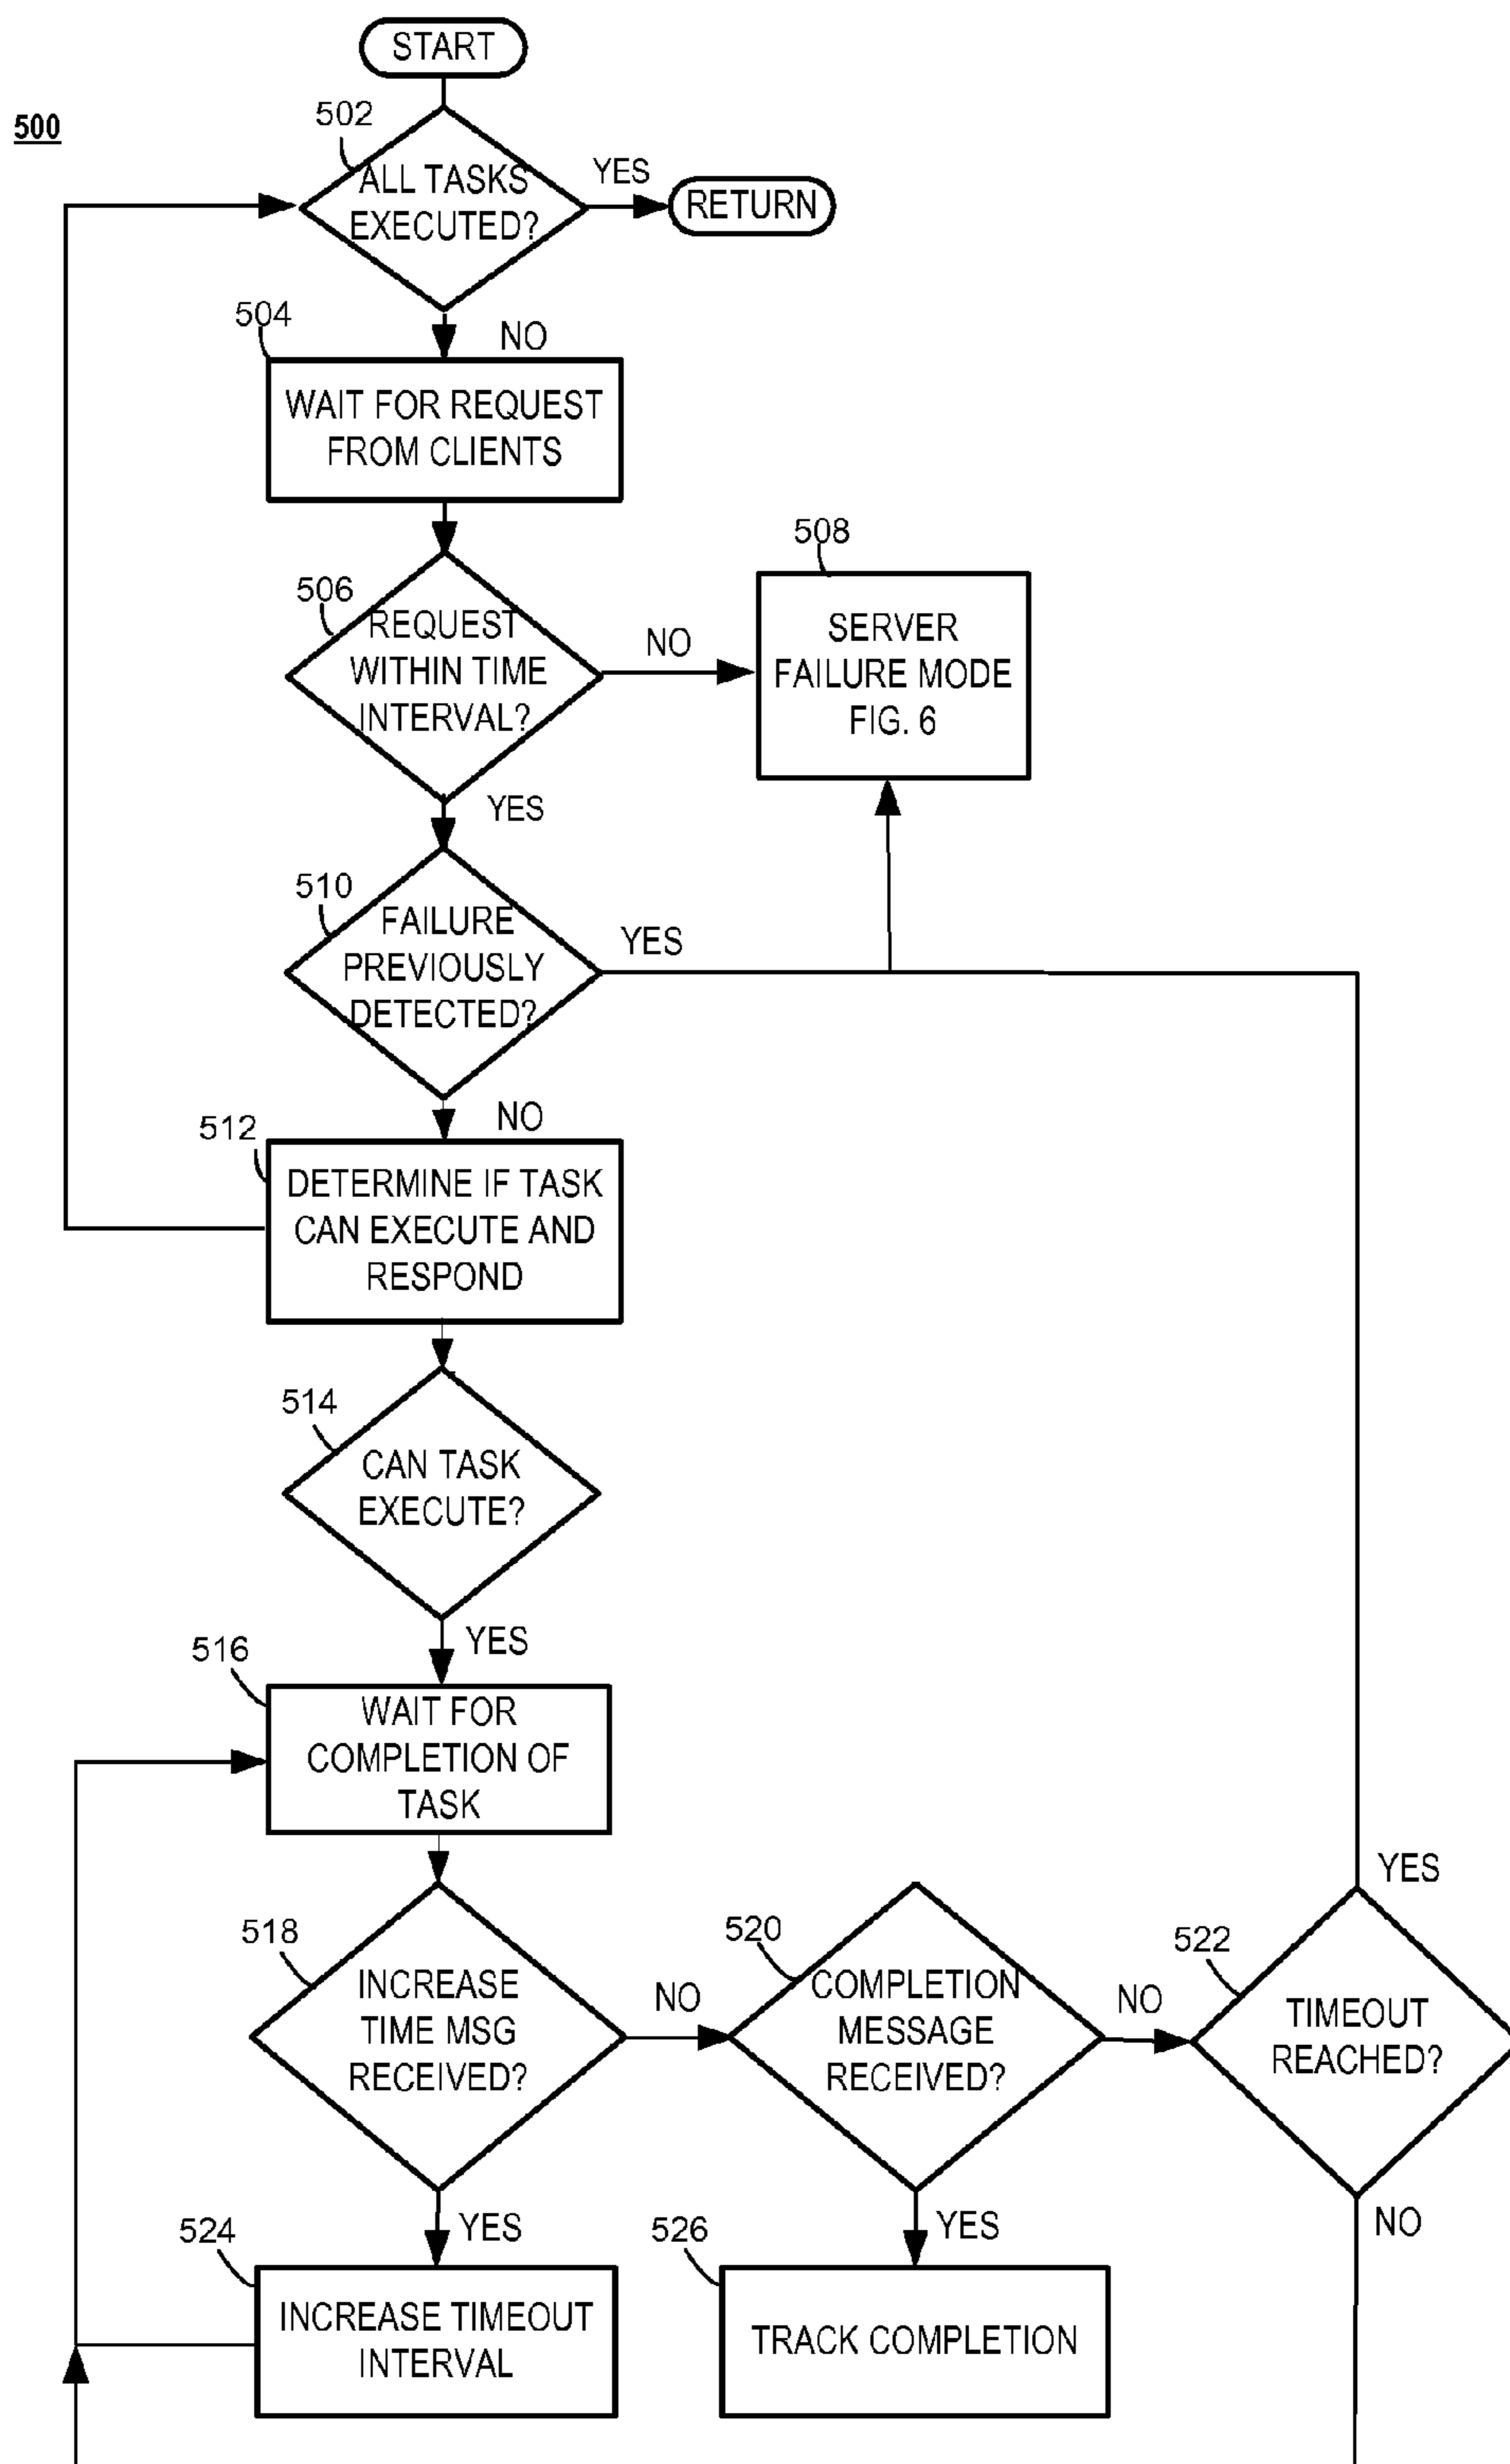 START
500
502
ALL TASKS
EXECUTED?
YES
RETURN
504
NO
WAIT FOR REQUEST
FROM CLIENTS
508
506
REQUEST
WITHIN TIME
INTERVAL?
NO
SERVER
FAILURE MODE
FIG. 6
YES
510
FAILURE
PREVIOUSLY
DETECTED?
YES
NO
512
DETERMINE IF TASK
CAN EXECUTE AND
RESPOND
514
CAN TASK
EXECUTE?
YES
516
WAIT FOR
COMPLETION OF
TASK
518
INCREASE
TIME MSG
RECEIVED?
NO
520
COMPLETION
MESSAGE
RECEIVED?
NO
522
YES
TIMEOUT
REACHED?
NO
524
YES
INCREASE TIMEOUT
INTERVAL
526
YES
TRACK COMPLETION